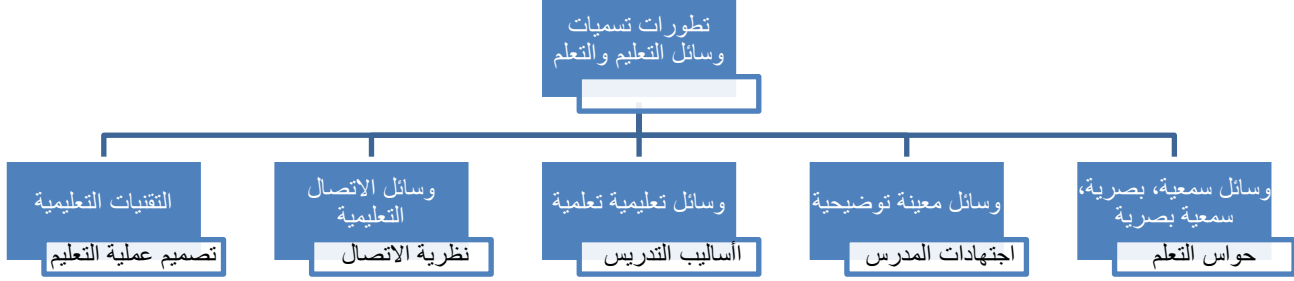 تطورات تسميات
وسائل التعليم والتعلم
وسائل سمعية، بصرية،
سمعية بصرية
حواس التعلم
وسائل معينة توضيحية
اجتهادات المدرس
وسائل تعليمية تعلمية
أأساليب التدريس
وسائل الاتصال
التعليمية
نظرية الاتصال
التقنيات التعليمية
تصميم عملية التعليم